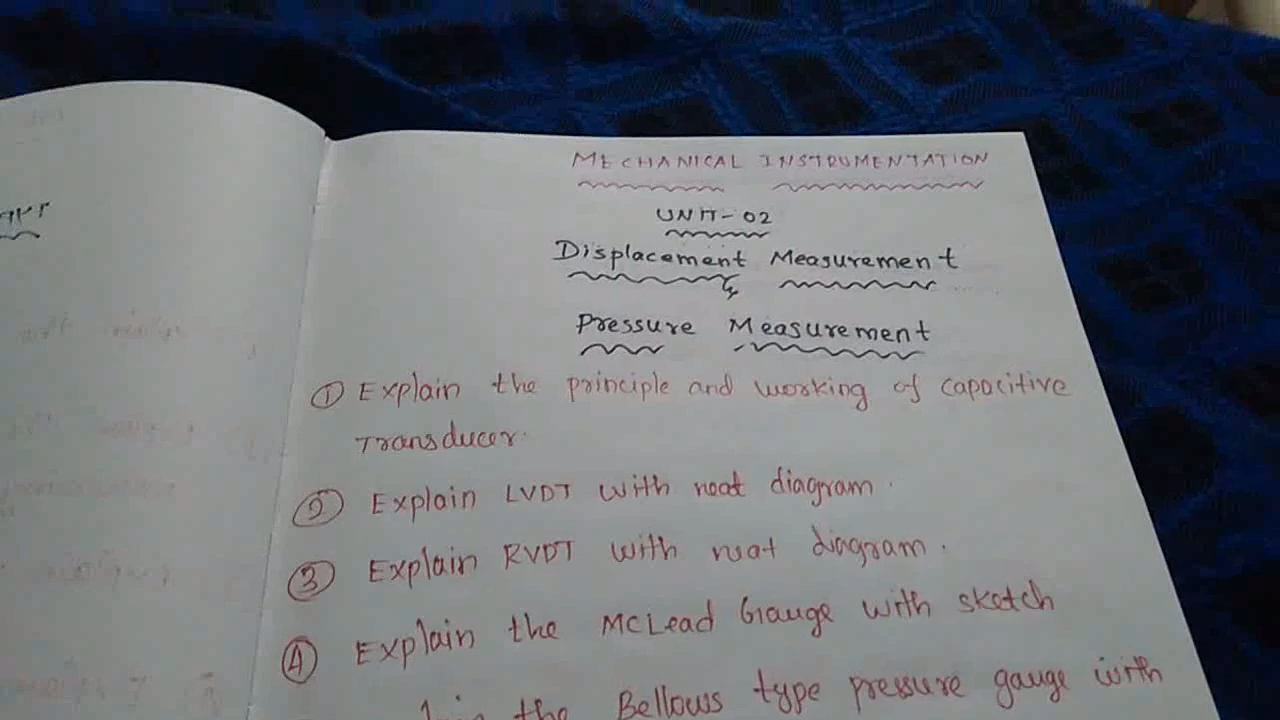 MECHANICAL INSTRUMENTATION
UNIT-02
Displacement Measurement
Pressure Measurement
① Explain the principle and working of capacitive
Transducer.
② Explain LVDT with neat diagram.
③ Explain RVDT with neat diagram.
④ Explain the McLead Gauge with sketch
the Bellows type pressure gauge with